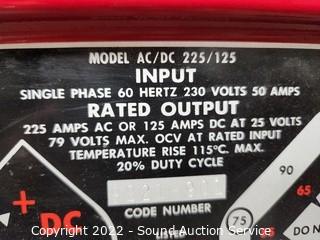 MODEL AC/DC 225/125
INPUT
SINGLE PHASE 60 HERTZ 230 VOLTS 50 AMPS
RATED OUTPUT
225 AMPS AC OR 125 AMPS DC AT 25 VOLTS
79 VOLTS MAX. OCV AT RATED INPUT
TEMPERATURE RISE 115°C. MAX.
20% DUTY CYCLE
CODE NUMBER
LISTED
+
DC
90
65
75
DO N
Copyright 2022 - Sound Auction Service